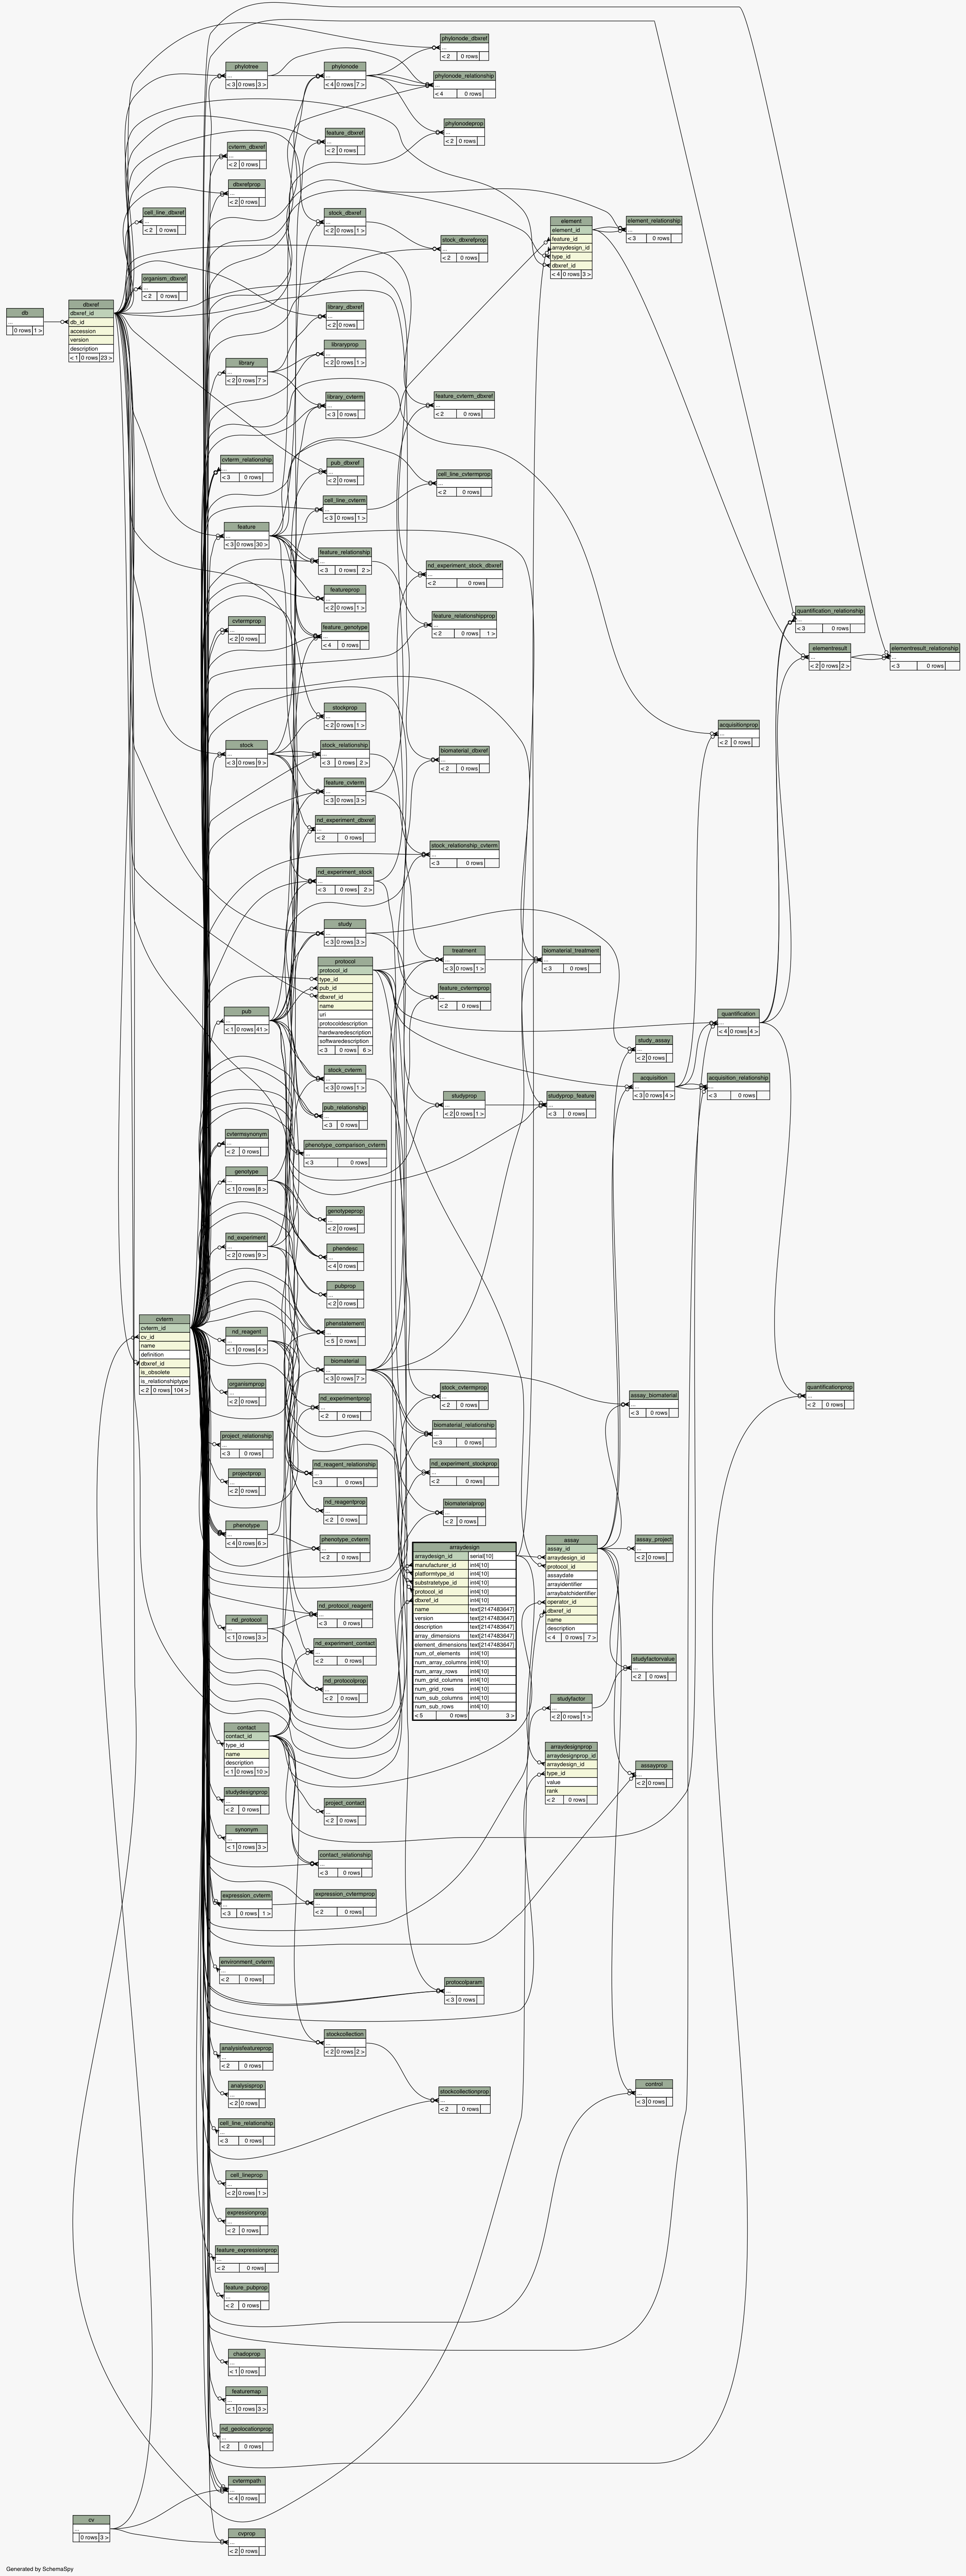 db
...
0 rows 1 >
dbxref
dbxref_id
db_id
accession
version
description
< 1 0 rows 23 >
cv
...
0 rows 3 >
cell_line_dbxref
...
< 2 0 rows
organism_dbxref
...
< 2 0 rows
cvterm
cvterm_id
cv_id
name
definition
dbxref_id
is_obsolete
is_relationshiptype
< 2 0 rows 104 >
phylotree
...
< 3 0 rows 3 >
cvterm_dbxref
...
< 2 0 rows
dbxrefprop
...
< 2 0 rows
library
...
< 2 0 rows 7 >
cvterm_relationship
...
< 3 0 rows
feature
...
< 3 0 rows 30 >
cvtermprop
...
< 2 0 rows
stock
...
< 3 0 rows 9 >
pub
...
< 1 0 rows 41 >
cvtermsynonym
...
< 2 0 rows
genotype
...
< 1 0 rows 8 >
nd_experiment
...
< 2 0 rows 9 >
nd_reagent
...
< 1 0 rows 4 >
organismprop
...
< 2 0 rows
project_relationship
...
< 3 0 rows
projectprop
...
< 2 0 rows
phenotype
...
< 4 0 rows 6 >
nd_protocol
...
< 1 0 rows 3 >
contact
contact_id
type_id
name
description
< 1 0 rows 10 >
studydesignprop
...
< 2 0 rows
synonym
...
< 1 0 rows 3 >
expression_cvterm
...
< 3 0 rows 1 >
environment_cvterm
...
< 2 0 rows
analysisfeatureprop
...
< 2 0 rows
analysisprop
...
< 2 0 rows
cell_line_relationship
...
< 3 0 rows
cell_lineprop
...
< 2 0 rows 1 >
expressionprop
...
< 2 0 rows
feature_expressionprop
...
< 2 0 rows
feature_pubprop
...
< 2 0 rows
chadoprop
...
< 1 0 rows
featuremap
...
< 1 0 rows 3 >
nd_geolocationprop
...
< 2 0 rows
cvtermpath
...
< 4 0 rows
cvprop
...
< 2 0 rows
phylonode
...
< 4 0 rows 7 >
feature_dbxref
...
< 2 0 rows
stock_dbxref
...
< 2 0 rows 1 >
library_dbxref
...
< 2 0 rows
libraryprop
...
< 2 0 rows 1 >
library_cvterm
...
< 3 0 rows
pub_dbxref
...
< 2 0 rows
cell_line_cvterm
...
< 3 0 rows 1 >
feature_relationship
...
< 3 0 rows 2 >
featureprop
...
< 2 0 rows 1 >
feature_genotype
...
< 4 0 rows
stockprop
...
< 2 0 rows 1 >
stock_relationship
...
< 3 0 rows 2 >
feature_cvterm
...
< 3 0 rows 3 >
nd_experiment_dbxref
...
< 2 0 rows
nd_experiment_stock
...
< 3 0 rows 2 >
study
...
< 3 0 rows 3 >
protocol
protocol_id
type_id
pub_id
dbxref_id
name
uri
protocoldescription
hardwaredescription
softwaredescription
< 3 0 rows 6 >
stock_cvterm
...
< 3 0 rows 1 >
pub_relationship
...
< 3 0 rows
phenotype_comparison_cvterm
...
< 3 0 rows
genotypeprop
...
< 2 0 rows
phendesc
...
< 4 0 rows
pubprop
...
< 2 0 rows
phenstatement
...
< 5 0 rows
biomaterial
...
< 3 0 rows 7 >
nd_experimentprop
...
< 2 0 rows
nd_reagent_relationship
...
< 3 0 rows
nd_reagentprop
...
< 2 0 rows
phenotype_cvterm
...
< 2 0 rows
nd_protocol_reagent
...
< 3 0 rows
nd_experiment_contact
...
< 2 0 rows
nd_protocolprop
...
< 2 0 rows
project_contact
...
< 2 0 rows
contact_relationship
...
< 3 0 rows
expression_cvtermprop
...
< 2 0 rows
stockcollection
...
< 2 0 rows 2 >
phylonode_dbxref
...
< 2 0 rows
phylonode_relationship
...
< 4 0 rows
phylonodeprop
...
< 2 0 rows
stock_dbxrefprop
...
< 2 0 rows
feature_cvterm_dbxref
...
< 2 0 rows
cell_line_cvtermprop
...
< 2 0 rows
nd_experiment_stock_dbxref
...
< 2 0 rows
feature_relationshipprop
...
< 2 0 rows 1 >
biomaterial_dbxref
...
< 2 0 rows
stock_relationship_cvterm
...
< 3 0 rows
treatment
...
< 3 0 rows 1 >
feature_cvtermprop
...
< 2 0 rows
studyprop
...
< 2 0 rows 1 >
stock_cvtermprop
...
< 2 0 rows
biomaterial_relationship
...
< 3 0 rows
nd_experiment_stockprop
...
< 2 0 rows
biomaterialprop
...
< 2 0 rows
arraydesign
arraydesign_id serial[10]
manufacturer_id int4[10]
platformtype_id int4[10]
substratetype_id int4[10]
protocol_id int4[10]
dbxref_id int4[10]
name text[2147483647]
version text[2147483647]
description text[2147483647]
array_dimensions text[2147483647]
element_dimensions text[2147483647]
num_of_elements int4[10]
num_array_columns int4[10]
num_array_rows int4[10]
num_grid_columns int4[10]
num_grid_rows int4[10]
num_sub_columns int4[10]
num_sub_rows int4[10]
< 5 0 rows 3 >
protocolparam
...
< 3 0 rows
stockcollectionprop
...
< 2 0 rows
element
element_id
feature_id
arraydesign_id
type_id
dbxref_id
< 4 0 rows 3 >
biomaterial_treatment
...
< 3 0 rows
studyprop_feature
...
< 3 0 rows
assay
assay_id
arraydesign_id
protocol_id
assaydate
arrayidentifier
arraybatchidentifier
operator_id
dbxref_id
name
description
< 4 0 rows 7 >
studyfactor
...
< 2 0 rows 1 >
arraydesignprop
arraydesignprop_id
arraydesign_id
type_id
value
rank
< 2 0 rows
element_relationship
...
< 3 0 rows
study_assay
...
< 2 0 rows
acquisition
...
< 3 0 rows 4 >
assay_biomaterial
...
< 3 0 rows
assay_project
...
< 2 0 rows
studyfactorvalue
...
< 2 0 rows
assayprop
...
< 2 0 rows
control
...
< 3 0 rows
acquisitionprop
...
< 2 0 rows
quantification
...
< 4 0 rows 4 >
acquisition_relationship
...
< 3 0 rows
quantification_relationship
...
< 3 0 rows
elementresult
...
< 2 0 rows 2 >
quantificationprop
...
< 2 0 rows
elementresult_relationship
...
< 3 0 rows
Generated by SchemaSpy